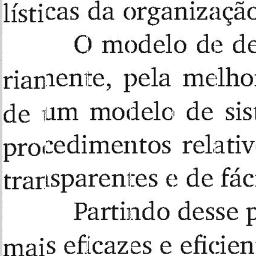 lísticas da organização
O modelo de de
riamente, pela melhor
de um modelo de sis
procedimentos relativ
transparentes e de fác
Partindo desse p
mais eficazes e eficien